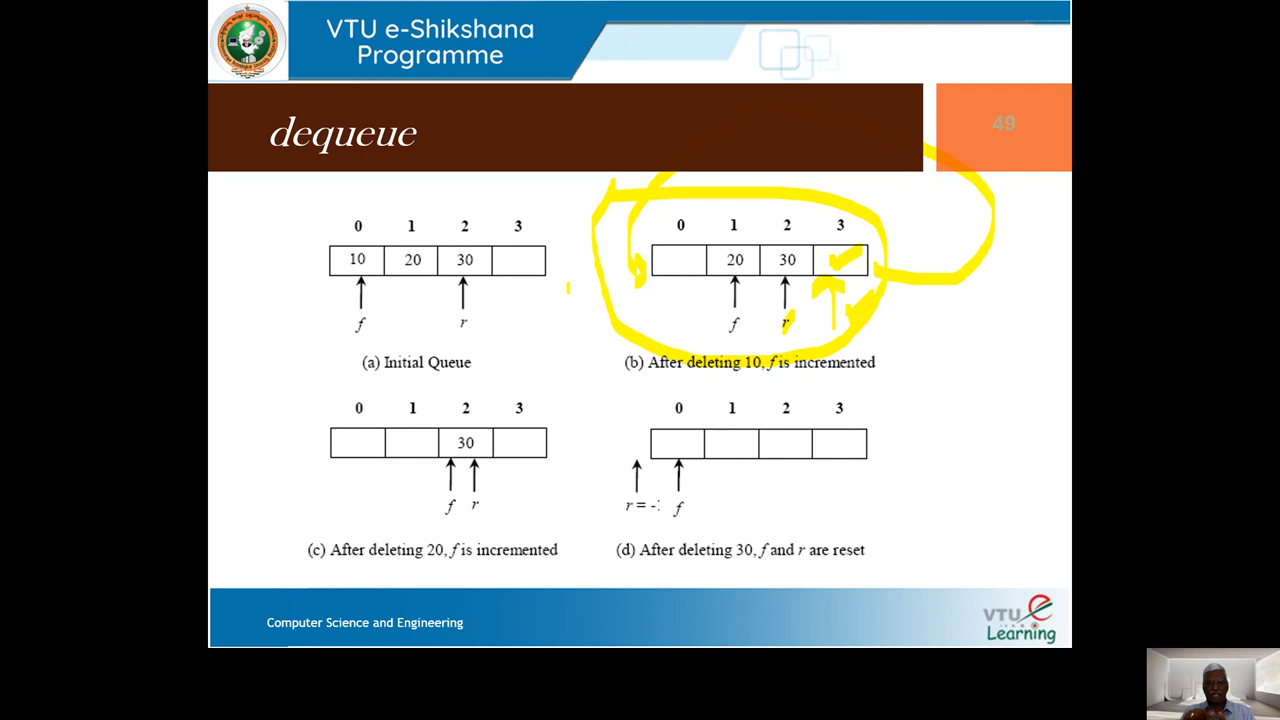 VTU e-Shikshana
Programme
dequeue
49
0 1 2 3
10 20 30
f r
(a) Initial Queue
0 1 2 3
20 30
f r
(b) After deleting 10, f is incremented
0 1 2 3
30
f r
(c) After deleting 20, f is incremented
0 1 2 3
r = - f
(d) After deleting 30, f and r are reset
Computer Science and Engineering
VTU e
Learning